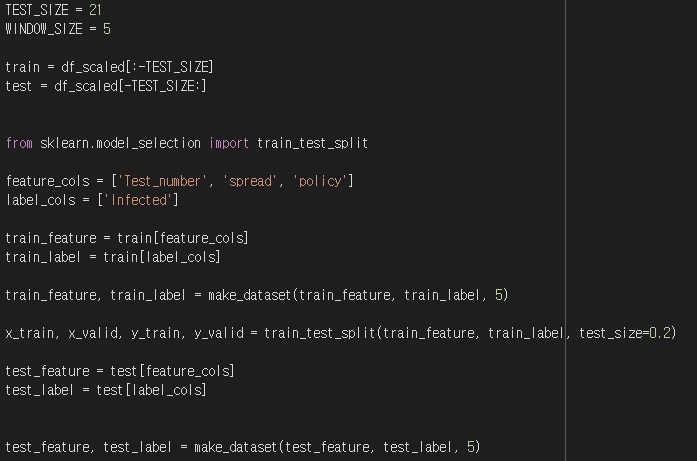 TEST_SIZE = 21
WINDOW_SIZE = 5
train = df_scaled[:-TEST_SIZE]
test = df_scaled[-TEST_SIZE:]
from sklearn.model_selection import train_test_split
feature_cols = ['Test_number', 'spread', 'policy']
label_cols = ['Infected']
train_feature = train[feature_cols]
train_label = train[label_cols]
train_feature, train_label = make_dataset(train_feature, train_label, 5)
x_train, x_valid, y_train, y_valid = train_test_split(train_feature, train_label, test_size=0.2)
test_feature = test[feature_cols]
test_label = test[label_cols]
test_feature, test_label = make_dataset(test_feature, test_label, 5)